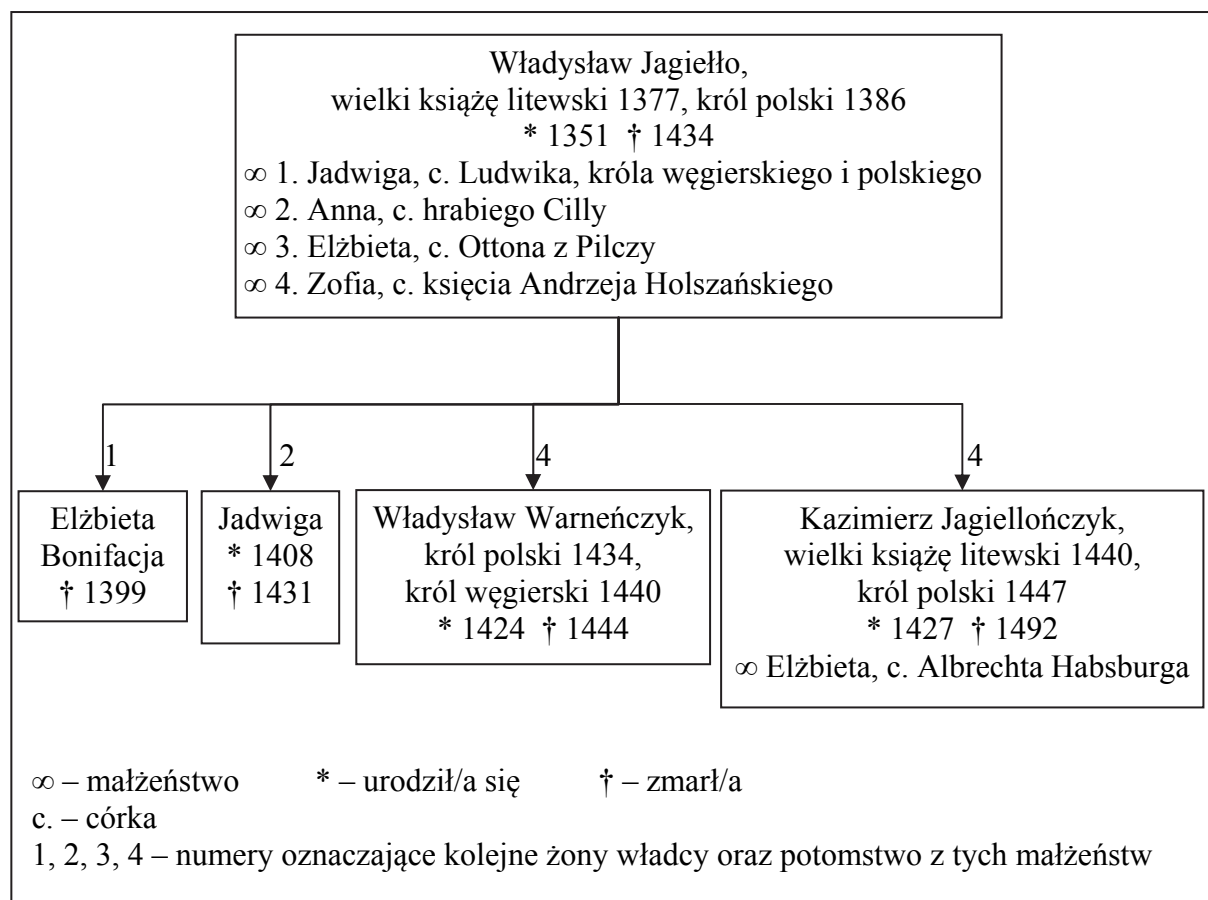 Władysław Jagiełło,
wielki książę litewski 1377, król polski 1386
* 1351 † 1434
∞ 1. Jadwiga, c. Ludwika, króla węgierskiego i polskiego
∞ 2. Anna, c. hrabiego Cilly
∞ 3. Elżbieta, c. Ottona z Pilczy
∞ 4. Zofia, c. księcia Andrzeja Holszańskiego
1
2
4
4
Elżbieta
Bonifacja
† 1399
Jadwiga
* 1408
† 1431
Władysław Warneńczyk,
król polski 1434,
król węgierski 1440
* 1424 † 1444
Kazimierz Jagiellończyk,
wielki książę litewski 1440,
król polski 1447
* 1427 † 1492
∞ Elżbieta, c. Albrechta Habsburga
∞ – małżeństwo * – urodził/a się † – zmarł/a
c. – córka
1, 2, 3, 4 – numery oznaczające kolejne żony władcy oraz potomstwo z tych małżeństw